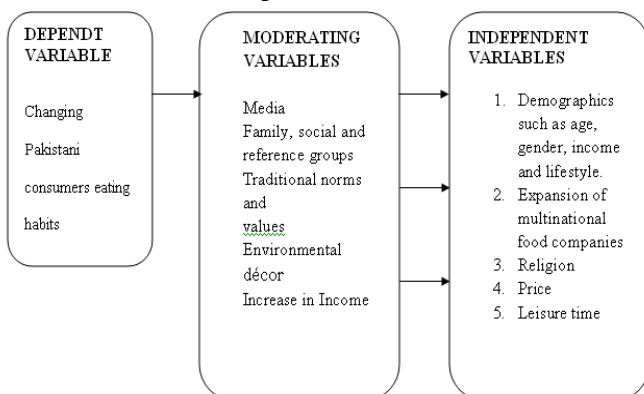 DEPENDT
VARIABLE
Changing
Pakistani
consumers eating
habits
MODERATING
VARIABLES
Media
Family, social and
reference groups
Traditional norms
and
values
Environmental
décor
Increase in Income
INDEPENDENT
VARIABLES
1. Demographics
such as age,
gender, income
and lifestyle.
2. Expansion of
multinational
food companies
3. Religion
4. Price
5. Leisure time